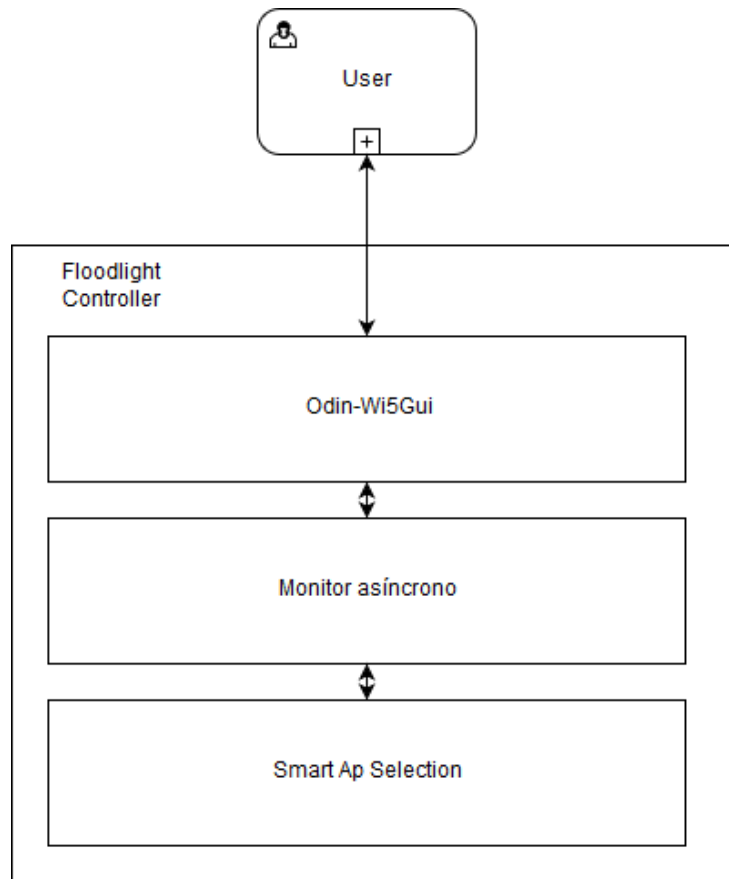 User
Floodlight
Controller
Odin-Wi5Gui
Monitor asíncrono
Smart Ap Selection